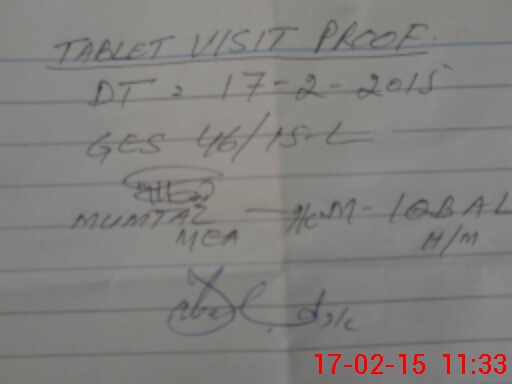 TABLET VISIT PROOF.
DT = 17-2-2015
GES 46/15-L
MUMTAZ — M-IQBAL
MEA H/M
17-02-15 11:33